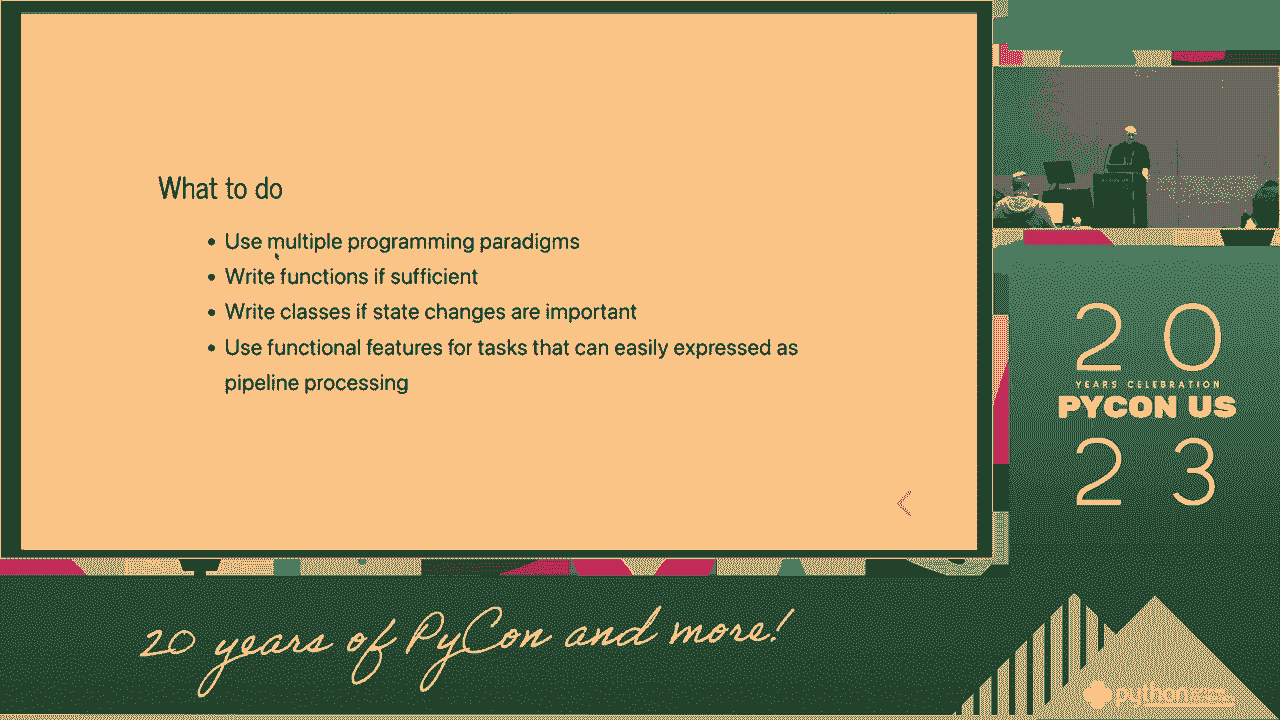 What to do
• Use multiple programming paradigms
• Write functions if sufficient
• Write classes if state changes are important
• Use functional features for tasks that can easily expressed as
pipeline processing
20
YEARS CELEBRATION
PYCON US
23
20 years of PyCon and more!
python